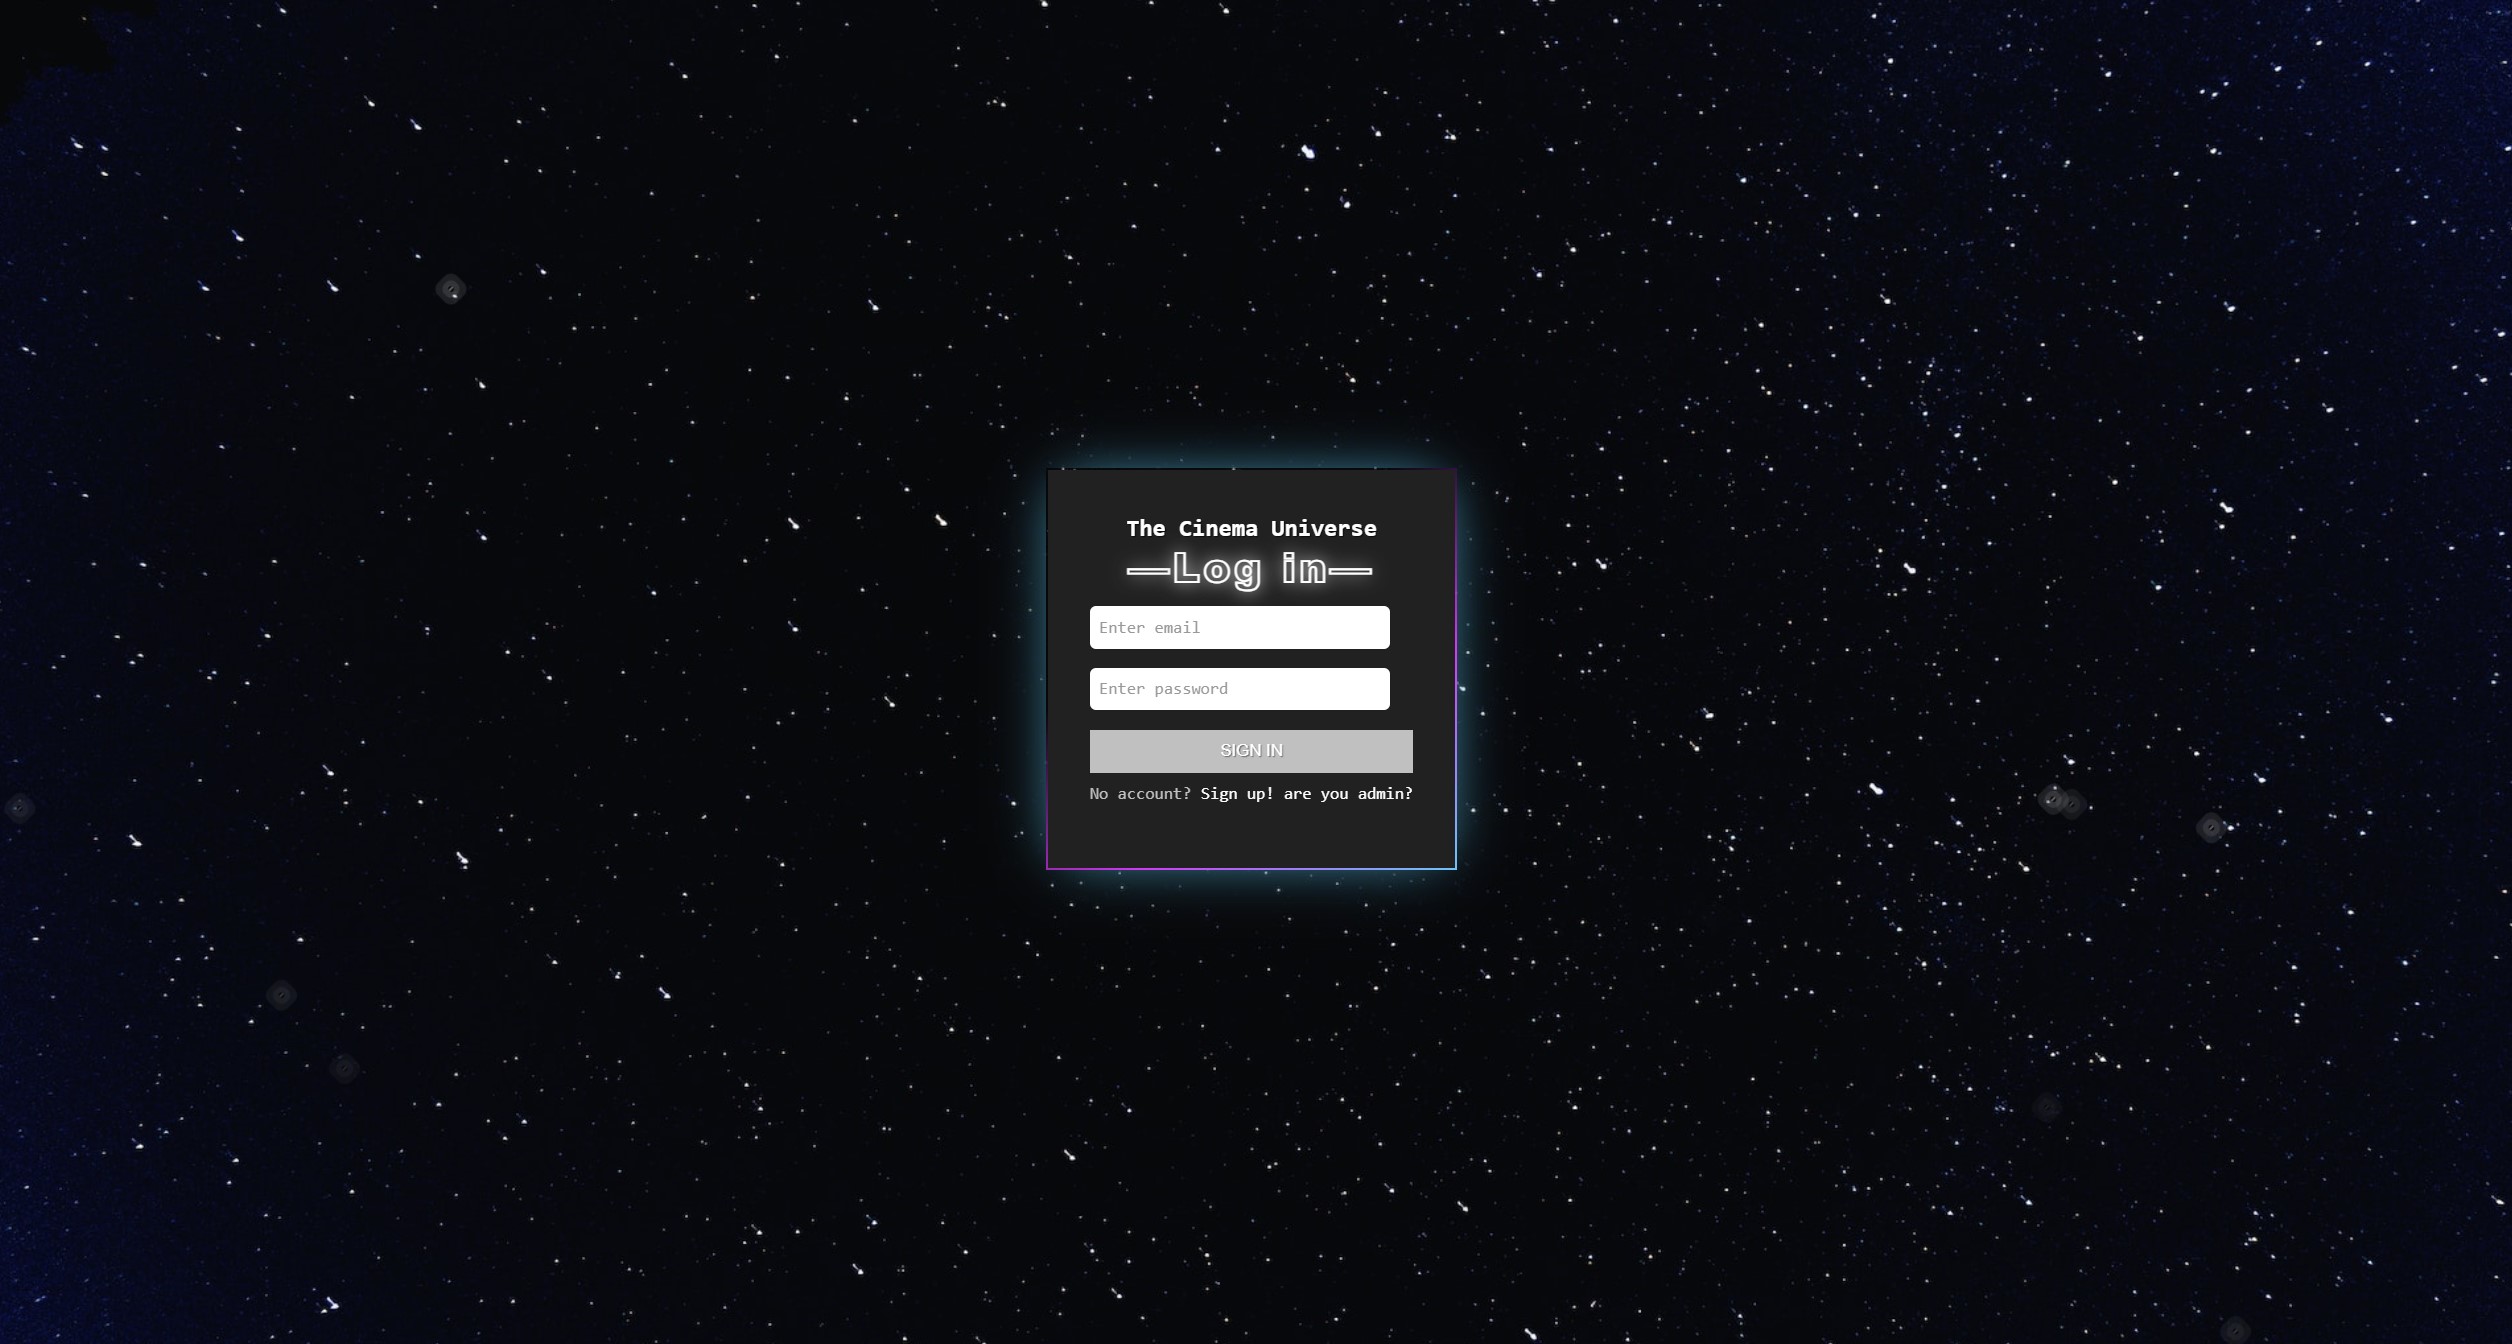 The Cinema Universe
—Log in—
Enter email
Enter password
SIGN IN
No account? Sign up! are you admin?